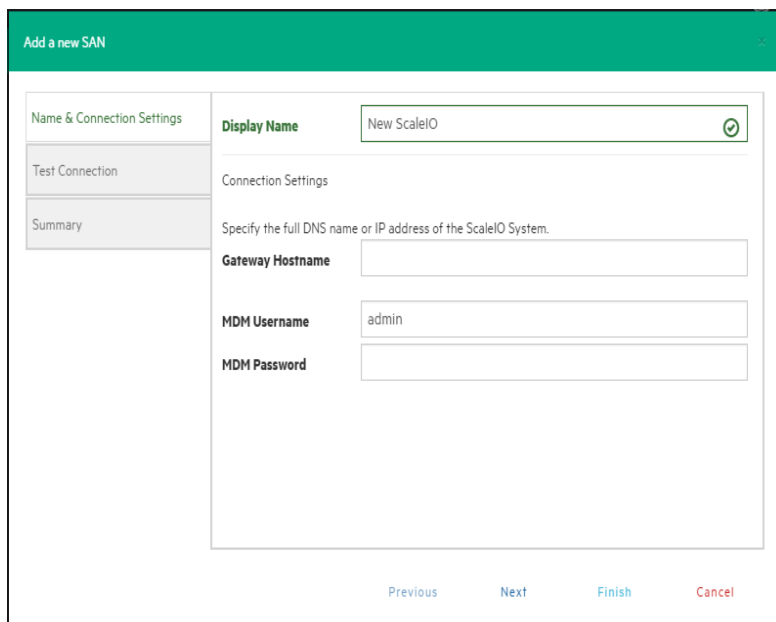 Add a new SAN
Name & Connection Settings
Test Connection
Summary
Display Name
New ScaleIO
Connection Settings
Specify the full DNS name or IP address of the ScaleIO System.
Gateway Hostname
MDM Username
admin
MDM Password
Previous
Next
Finish
Cancel